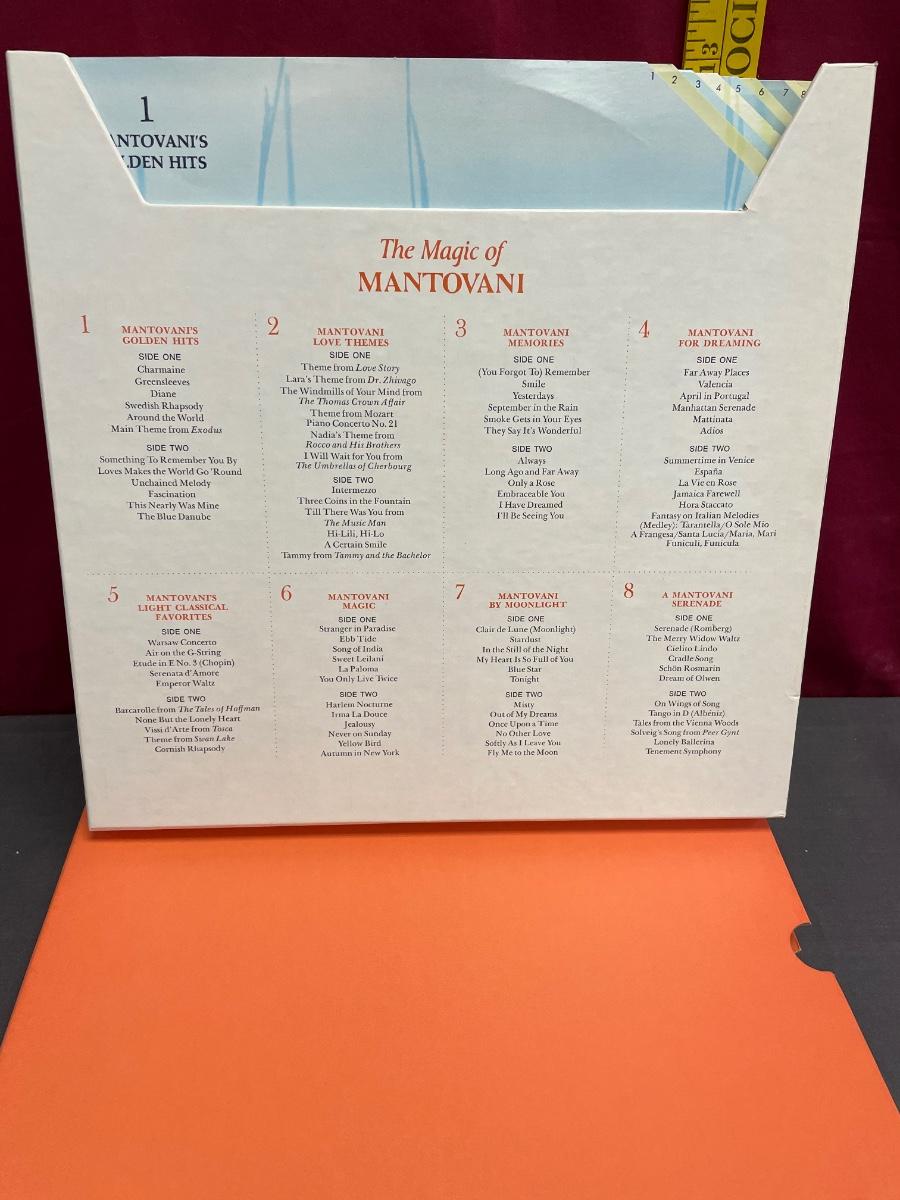 13
OCI
1
ANTOVANI'S
DEN HITS
1 2 3 4 5 6 7 8
The Magic of
MANTOVANI
1
MANTOVANI'S
GOLDEN HITS
SIDE ONE
Charmaine
Greensleeves
Diane
Swedish Rhapsody
Around the World
Main Theme from Exodus
SIDE TWO
Something To Remember You By
Loves Makes the World Go 'Round
Unchained Melody
Fascination
This Nearly Was Mine
The Blue Danube
2
MANTOVANI
LOVE THEMES
SIDE ONE
Theme from Love Story
Lara's Theme from Dr. Zhivago
The Windmills of Your Mind from
The Thomas Crown Affair
Theme from Mozart
Piano Concerto No. 21
Nadia's Theme from
Rocco and His Brothers
I Will Wait for You from
The Umbrellas of Cherbourg
SIDE TWO
Intermezzo
Three Coins in the Fountain
Till There Was You from
The Music Man
Hi-Lili, Hi-Lo
A Certain Smile
Tammy from Tammy and the Bachelor
3
MANTOVANI
MEMORIES
SIDE ONE
(You Forgot To) Remember
Smile
Yesterdays
September in the Rain
Smoke Gets in Your Eyes
They Say It's Wonderful
SIDE TWO
Always
Long Ago and Far Away
Only a Rose
Embraceable You
I Have Dreamed
I'll Be Seeing You
4
MANTOVANI
FOR DREAMING
SIDE ONE
Far Away Places
Valencia
April in Portugal
Manhattan Serenade
Mattinata
Adíos
SIDE TWO
Summertime in Venice
España
La Vie en Rose
Jamaica Farewell
Hora Staccato
Fantasy on Italian Melodies
(Medley): Tarantella/O Sole Mio
A Frangesa/Santa Lucia/Maria, Mari
Funiculi, Funicula
5
MANTOVANI'S
LIGHT CLASSICAL
FAVORITES
SIDE ONE
Warsaw Concerto
Air on the G-String
Etude in E No. 3 (Chopin)
Serenata d'Amore
Emperor Waltz
SIDE TWO
Barcarolle from The Tales of Hoffman
None But the Lonely Heart
Vissi d'Arte from Tosca
Theme from Swan Lake
Cornish Rhapsody
6
MANTOVANI
MAGIC
SIDE ONE
Stranger in Paradise
Ebb Tide
Song of India
Sweet Leilani
La Paloma
You Only Live Twice
SIDE TWO
Harlem Nocturne
Irma La Douce
Jealousy
Never on Sunday
Yellow Bird
Autumn in New York
7
MANTOVANI
BY MOONLIGHT
SIDE ONE
Clair de Lune (Moonlight)
Stardust
In the Still of the Night
My Heart Is So Full of You
Blue Star
Tonight
SIDE TWO
Misty
Out of My Dreams
Once Upon a Time
No Other Love
Softly As I Leave You
Fly Me to the Moon
8
A MANTOVANI
SERENADE
SIDE ONE
Serenade (Romberg)
The Merry Widow Waltz
Cielito Lindo
Cradle Song
Schön Rosmarin
Dream of Olwen
SIDE TWO
On Wings of Song
Tango in D (Albéniz)
Tales from the Vienna Woods
Solveig's Song from Peer Gynt
Lonely Ballerina
Tenement Symphony